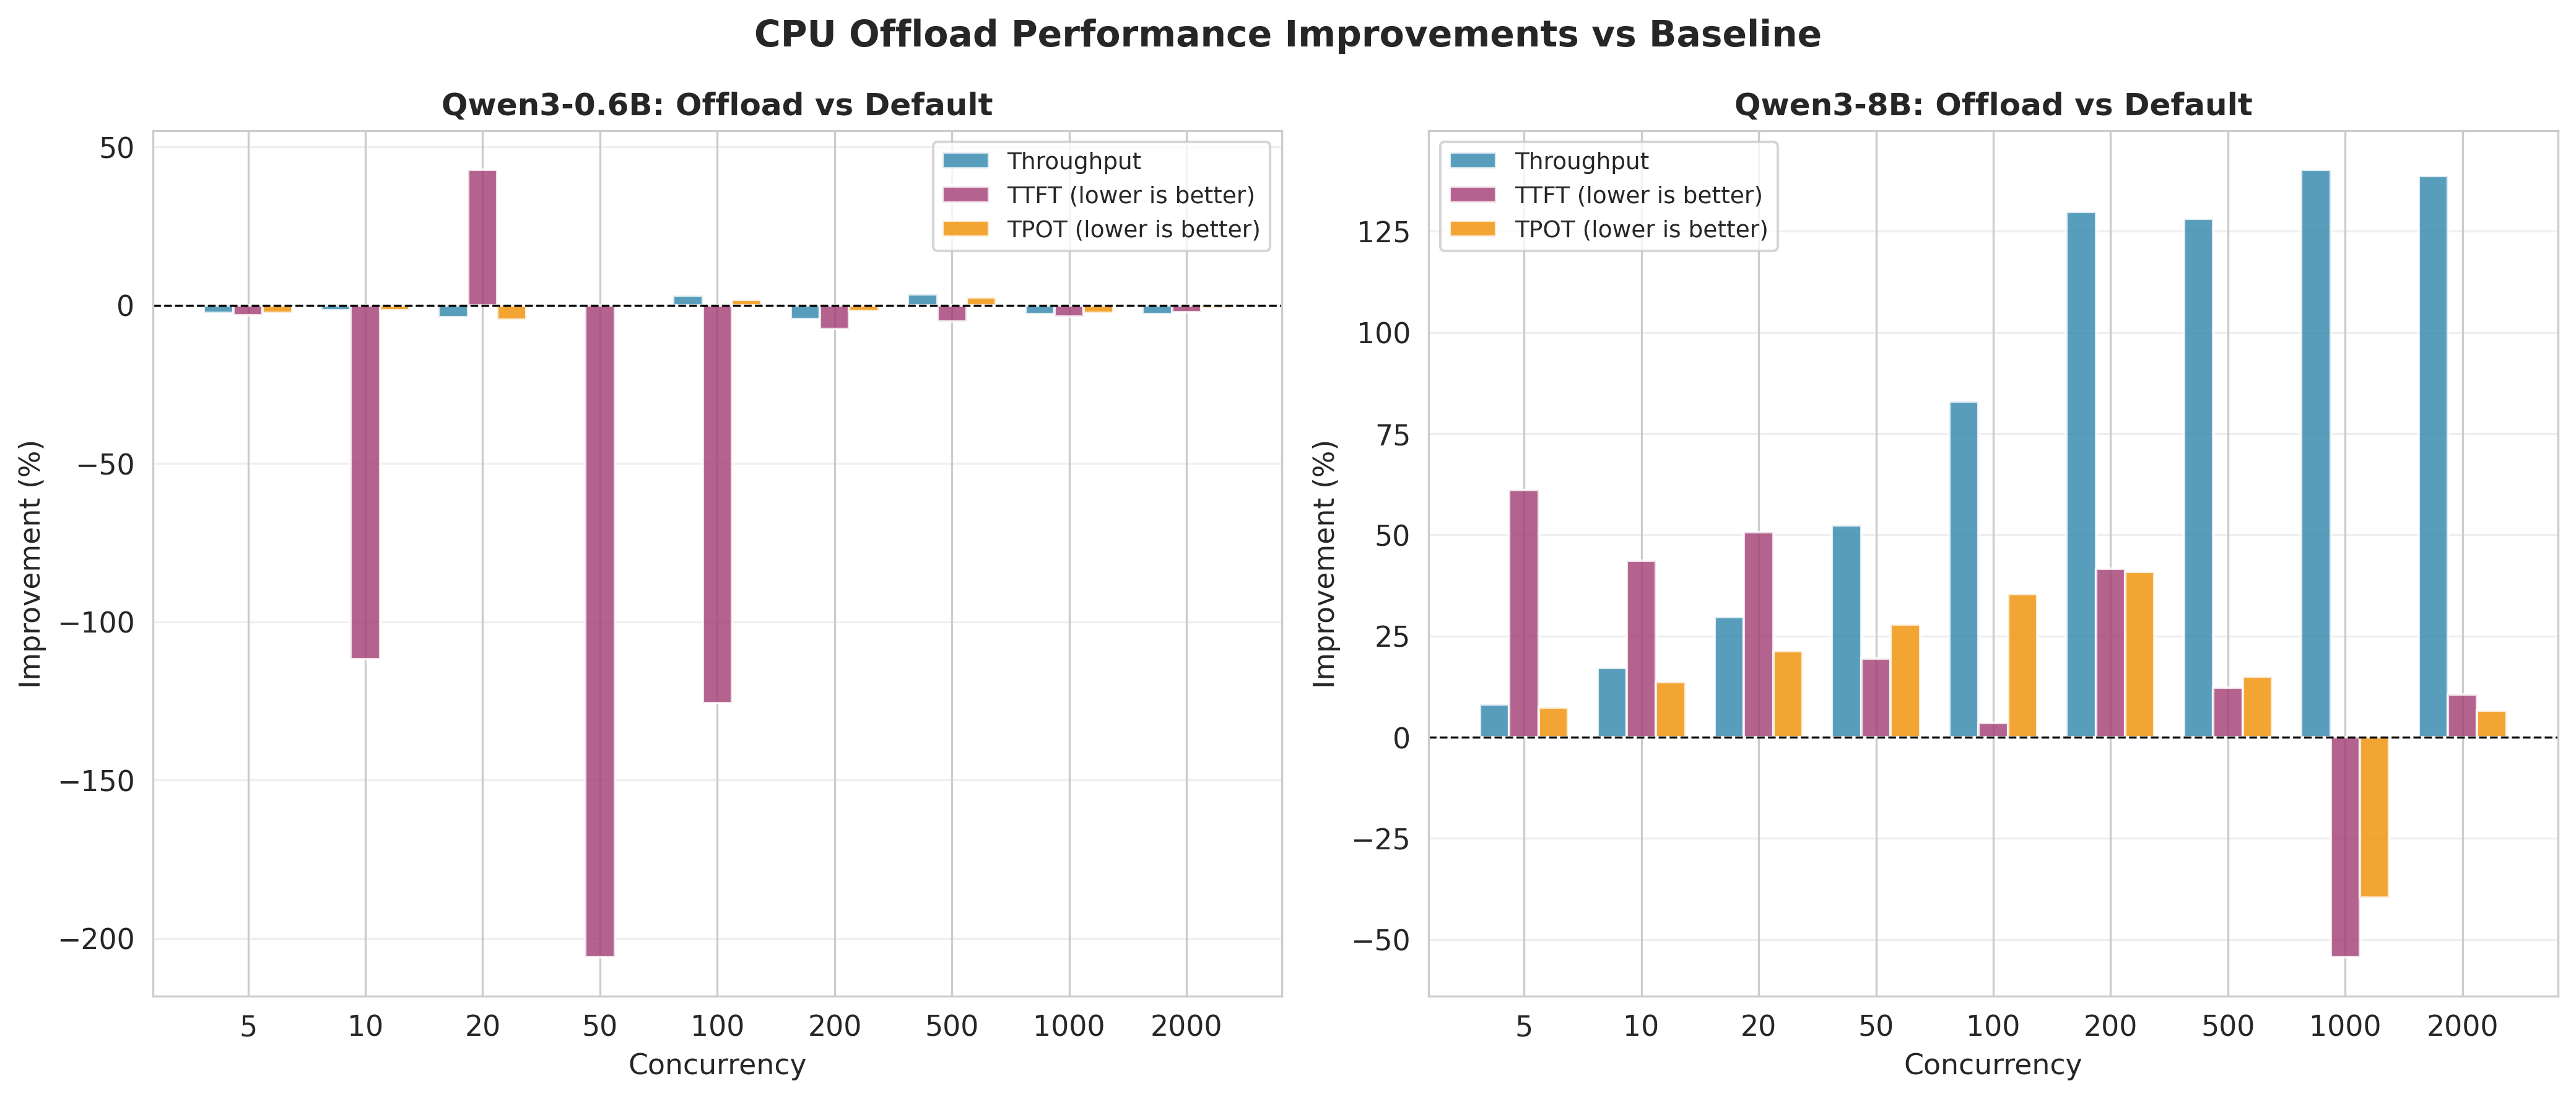 CPU Offload Performance Improvements vs Baseline
Qwen3-0.6B: Offload vs Default
Throughput
TTFT (lower is better)
TPOT (lower is better)
Improvement (%)
50
0
−50
−100
−150
−200
5 10 20 50 100 200 500 1000 2000
Concurrency
Qwen3-8B: Offload vs Default
Throughput
TTFT (lower is better)
TPOT (lower is better)
Improvement (%)
125
100
75
50
25
0
−25
−50
5 10 20 50 100 200 500 1000 2000
Concurrency